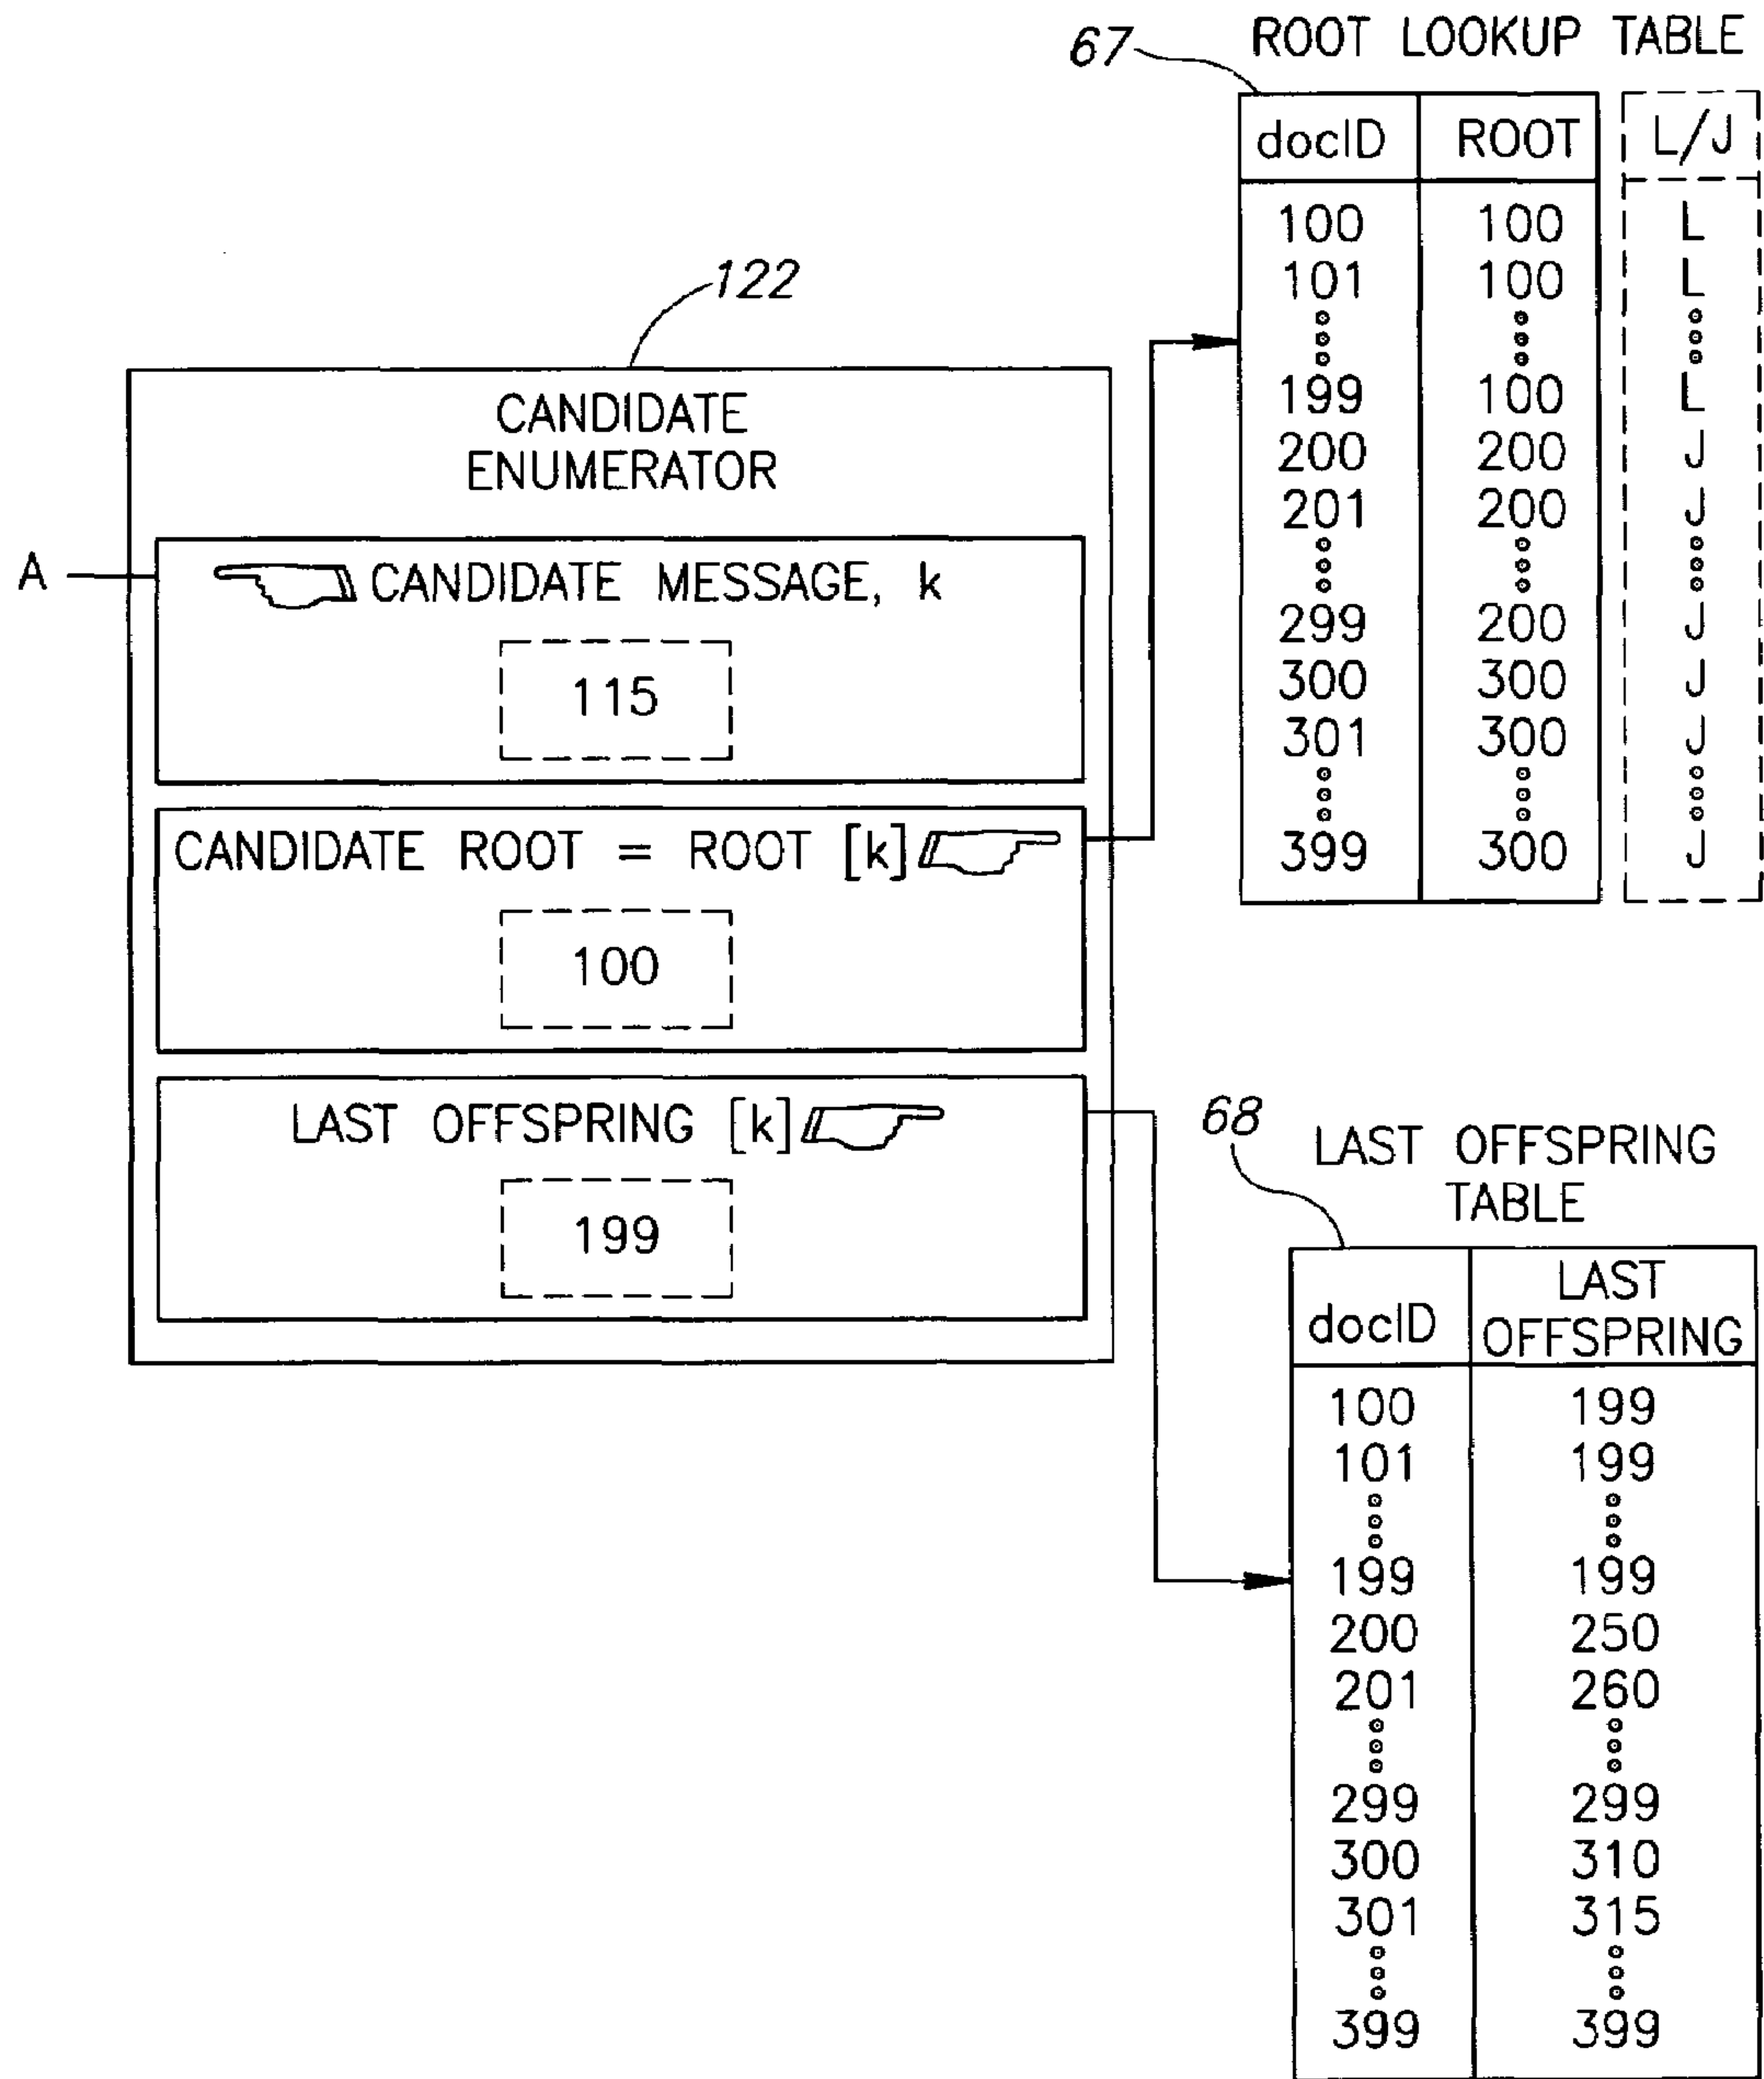 67
ROOT LOOKUP TABLE
docID ROOT L/J
100 100 L
101 100 L
199 100 L
200 200 J
201 200 J
299 200 J
300 300 J
301 300 J
399 300 J
122
CANDIDATE
ENUMERATOR
A
CANDIDATE MESSAGE, k
115
CANDIDATE ROOT = ROOT [k]
100
LAST OFFSPRING [k]
199
68
LAST OFFSPRING
TABLE
docID LAST
OFFSPRING
100 199
101 199
199 199
200 250
201 260
299 299
300 310
301 315
399 399